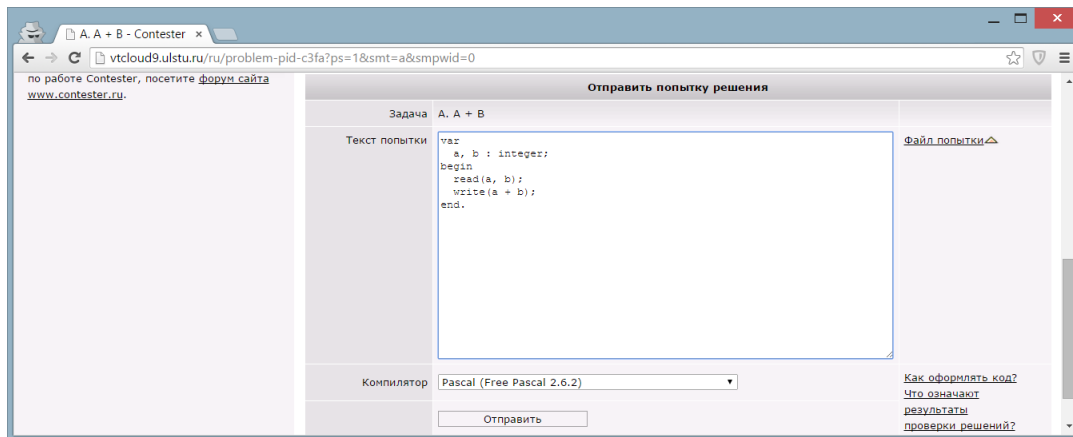 A. A + B - Contester
vtcloud9.ulstu.ru/ru/problem-pid-c3fa?ps=1&smt=a&smpwid=0
по работе Contester, посетите форум сайта
www.contester.ru.
Отправить попытку решения
Задача A. A + B
Текст попытки
var
  a, b : integer;
begin
  read(a, b);
  write(a + b);
end.
Файл попытки
Компилятор Pascal (Free Pascal 2.6.2)
Как оформлять код?
Что означают
результаты
проверки решений?
Отправить